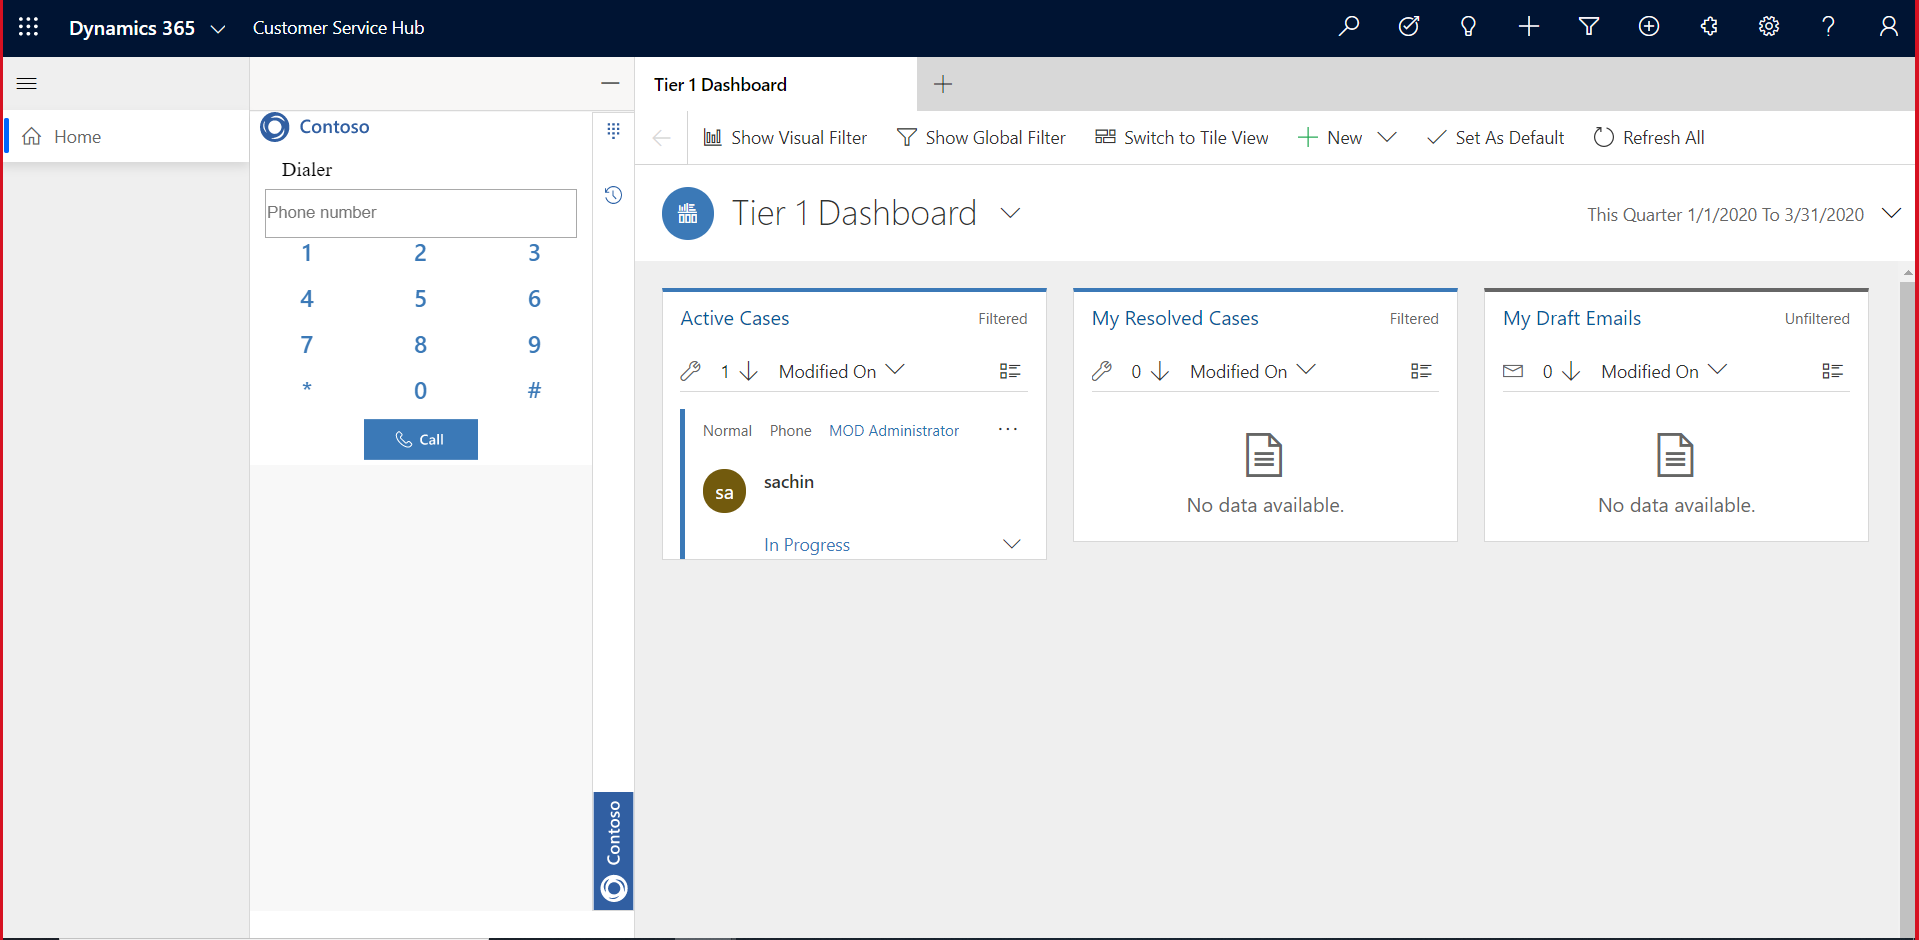 Dynamics 365
Customer Service Hub
Home
Contoso
Dialer
Phone number
1 2 3
4 5 6
7 8 9
* 0 #
Call
Contoso
Tier 1 Dashboard
Show Visual Filter
Show Global Filter
Switch to Tile View
New
Set As Default
Refresh All
Tier 1 Dashboard
This Quarter 1/1/2020 To 3/31/2020
Active Cases
Filtered
1
Modified On
Normal Phone MOD Administrator ...
sa
sachin
In Progress
My Resolved Cases
Filtered
0
Modified On
No data available.
My Draft Emails
Unfiltered
0
Modified On
No data available.